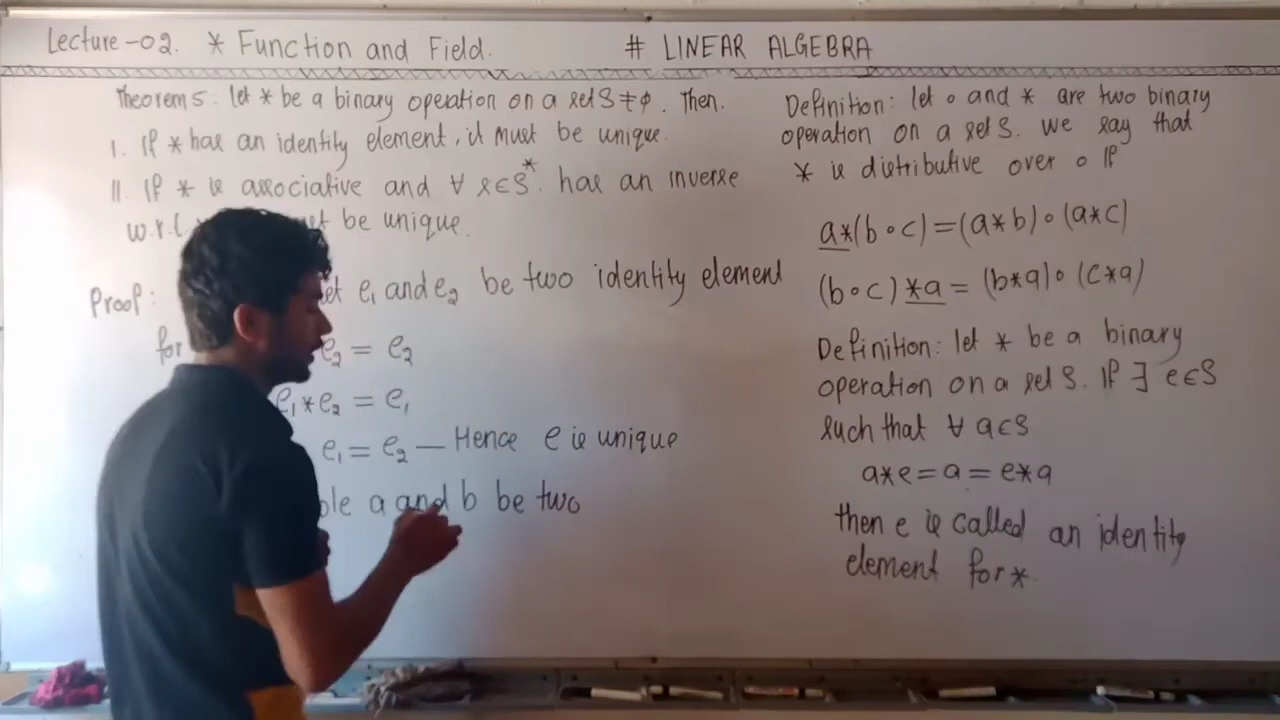 Lecture-02. * Function and Field. # LINEAR ALGEBRA
Theorem 5: let * be a binary operation on a set S ≠ ϕ. Then.
I. If * has an identity element, it must be unique.
II. If * is associative and ∀ x∈S*. has an inverse
w.r.t be unique.
Proof: e₁ and e₂ be two identity element
for e₂ = e₂
e₁*e₂ = e₁
e₁ = e₂ — Hence e is unique
a and b be two
Definition: let ∘ and * are two binary
operation on a set S. we say that
* is distributive over ∘ If
a*(b∘c)=(a*b)∘(a*c)
(b∘c)*a = (b*a)∘(c*a)
Definition: let * be a binary
operation on a set S. If ∃ e∈S
such that ∀ a∈S
a*e=a=e*a
then e is called an identity
element for *.